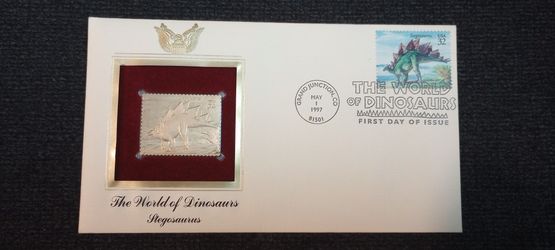 Stegosaurus
USA
32
GRAND JUNCTION, CO
MAY
1
1997
81501
THE WORLD
OF DINOSAURS
FIRST DAY OF ISSUE
The World of Dinosaurs
Stegosaurus